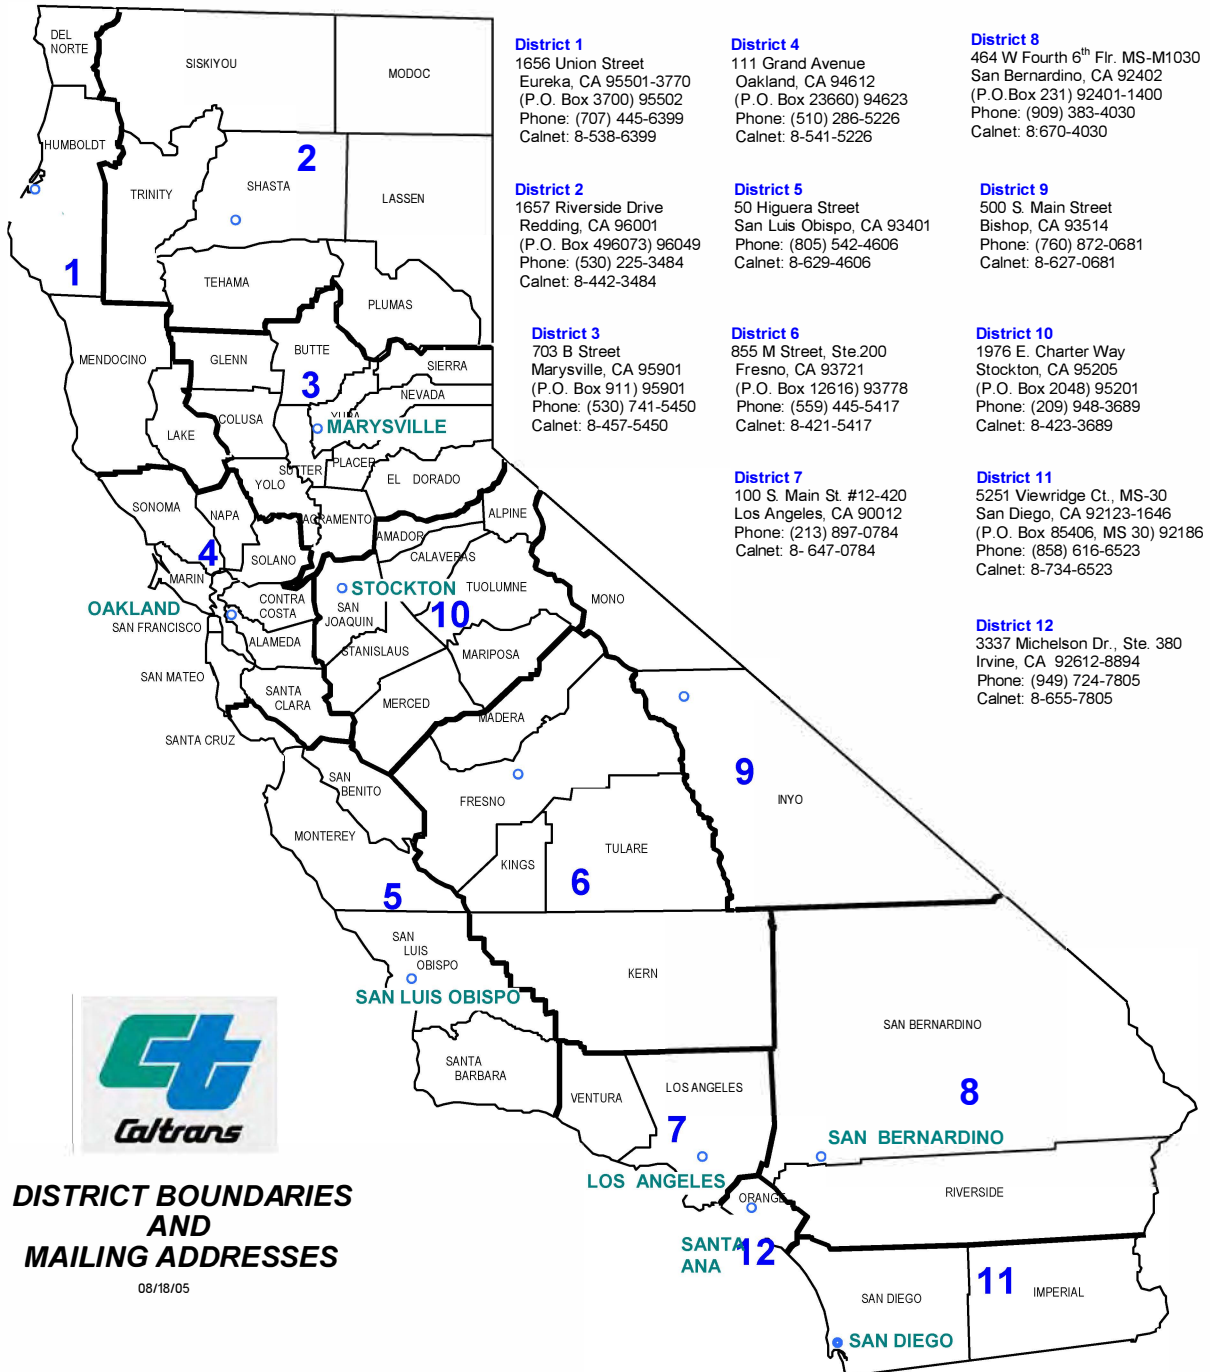 DEL
NORTE
SISKIYOU
MODOC
HUMBOLDT
TRINITY
2
SHASTA
LASSEN
1
TEHAMA
PLUMAS
MENDOCINO
GLENN
BUTTE
SIERRA
3
NEVADA
COLUSA
YUBA
MARYSVILLE
LAKE
SUTTER
PLACER
YOLO
EL DORADO
SONOMA
NAPA
SACRAMENTO
ALPINE
AMADOR
4
SOLANO
CALAVERAS
MARIN
STOCKTON
TUOLUMNE
OAKLAND
CONTRA
COSTA
SAN
JOAQUIN
10
MONO
SAN FRANCISCO
ALAMEDA
STANISLAUS
MARIPOSA
SAN MATEO
SANTA
CLARA
MERCED
MADERA
SANTA CRUZ
SAN
BENITO
9
INYO
FRESNO
MONTEREY
TULARE
KINGS
6
5
SAN
LUIS
OBISPO
KERN
SAN LUIS OBISPO
SAN BERNARDINO
SANTA
BARBARA
VENTURA
LOS ANGELES
8
7
SAN BERNARDINO
LOS ANGELES
ORANGE
RIVERSIDE
SANTA
ANA
12
11
SAN DIEGO
IMPERIAL
SAN DIEGO
District 1
1656 Union Street
Eureka, CA 95501-3770
(P.O. Box 3700) 95502
Phone: (707) 445-6399
Calnet: 8-538-6399
District 2
1657 Riverside Drive
Redding, CA 96001
(P.O. Box 496073) 96049
Phone: (530) 225-3484
Calnet: 8-442-3484
District 3
703 B Street
Marysville, CA 95901
(P.O. Box 911) 95901
Phone: (530) 741-5450
Calnet: 8-457-5450
District 4
111 Grand Avenue
Oakland, CA 94612
(P.O. Box 23660) 94623
Phone: (510) 286-5226
Calnet: 8-541-5226
District 5
50 Higuera Street
San Luis Obispo, CA 93401
Phone: (805) 542-4606
Calnet: 8-629-4606
District 6
855 M Street, Ste.200
Fresno, CA 93721
(P.O. Box 12616) 93778
Phone: (559) 445-5417
Calnet: 8-421-5417
District 7
100 S. Main St. #12-420
Los Angeles, CA 90012
Phone: (213) 897-0784
Calnet: 8- 647-0784
District 8
464 W Fourth 6th Flr. MS-M1030
San Bernardino, CA 92402
(P.O.Box 231) 92401-1400
Phone: (909) 383-4030
Calnet: 8:670-4030
District 9
500 S. Main Street
Bishop, CA 93514
Phone: (760) 872-0681
Calnet: 8-627-0681
District 10
1976 E. Charter Way
Stockton, CA 95205
(P.O. Box 2048) 95201
Phone: (209) 948-3689
Calnet: 8-423-3689
District 11
5251 Viewridge Ct., MS-30
San Diego, CA 92123-1646
(P.O. Box 85406, MS 30) 92186
Phone: (858) 616-6523
Calnet: 8-734-6523
District 12
3337 Michelson Dr., Ste. 380
Irvine, CA 92612-8894
Phone: (949) 724-7805
Calnet: 8-655-7805
Ct
Caltrans
DISTRICT BOUNDARIES
AND
MAILING ADDRESSES
08/18/05